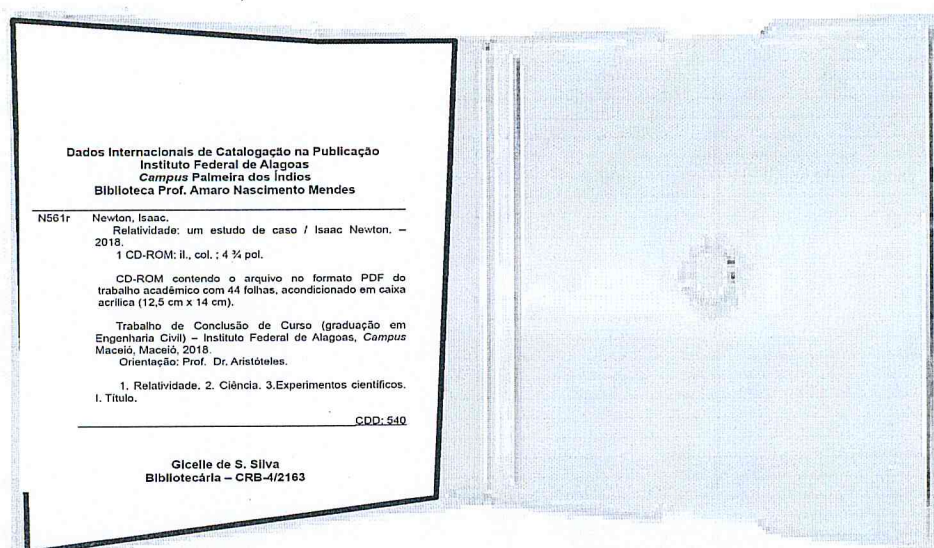 Dados Internacionais de Catalogação na Publicação
Instituto Federal de Alagoas
Campus Palmeira dos Índios
Biblioteca Prof. Amaro Nascimento Mendes
N561r Newton, Isaac.
Relatividade: um estudo de caso / Isaac Newton. –
2018.
1 CD-ROM: il., col. ; 4 ¾ pol.
CD-ROM contendo o arquivo no formato PDF do
trabalho acadêmico com 44 folhas, acondicionado em caixa
acrílica (12,5 cm x 14 cm).
Trabalho de Conclusão de Curso (graduação em
Engenharia Civil) – Instituto Federal de Alagoas, Campus
Maceió, Maceió, 2018.
Orientação: Prof. Dr. Aristóteles.
1. Relatividade. 2. Ciência. 3.Experimentos científicos.
I. Título.
CDD: 540
Gicelle de S. Silva
Bibliotecária – CRB-4/2163